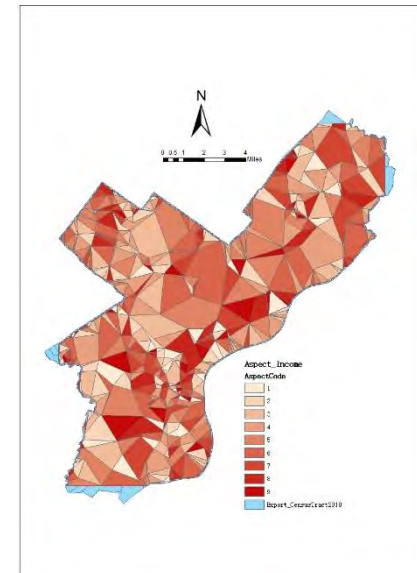 N
0 0.5 1 2 3 4
Miles
Aspect_Income
AspectCode
1
2
3
4
5
6
7
8
9
Export_CensusTract2010